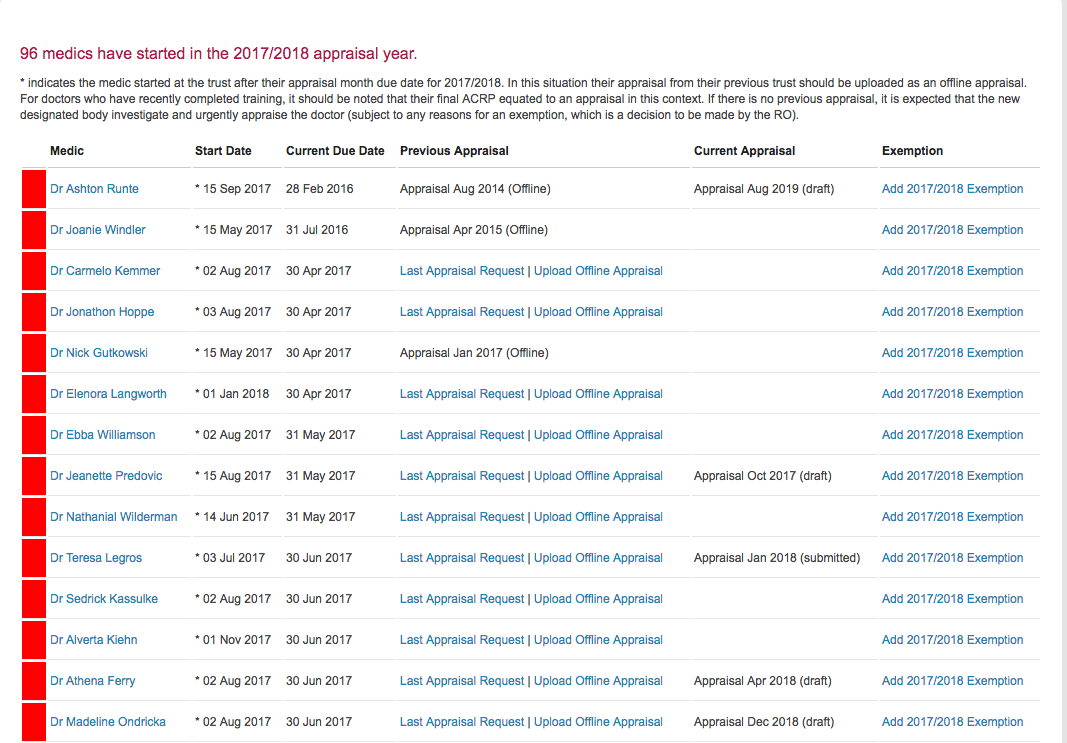 96 medics have started in the 2017/2018 appraisal year.
* indicates the medic started at the trust after their appraisal month due date for 2017/2018. In this situation their appraisal from their previous trust should be uploaded as an offline appraisal.
For doctors who have recently completed training, it should be noted that their final ACRP equated to an appraisal in this context. If there is no previous appraisal, it is expected that the new
designated body investigate and urgently appraise the doctor (subject to any reasons for an exemption, which is a decision to be made by the RO).
Medic Start Date Current Due Date Previous Appraisal Current Appraisal Exemption
Dr Ashton Runte * 15 Sep 2017 28 Feb 2016 Appraisal Aug 2014 (Offline) Appraisal Aug 2019 (draft) Add 2017/2018 Exemption
Dr Joanie Windler * 15 May 2017 31 Jul 2016 Appraisal Apr 2015 (Offline) Add 2017/2018 Exemption
Dr Carmelo Kemmer * 02 Aug 2017 30 Apr 2017 Last Appraisal Request | Upload Offline Appraisal Add 2017/2018 Exemption
Dr Jonathon Hoppe * 03 Aug 2017 30 Apr 2017 Last Appraisal Request | Upload Offline Appraisal Add 2017/2018 Exemption
Dr Nick Gutkowski * 15 May 2017 30 Apr 2017 Appraisal Jan 2017 (Offline) Add 2017/2018 Exemption
Dr Elenora Langworth * 01 Jan 2018 30 Apr 2017 Last Appraisal Request | Upload Offline Appraisal Add 2017/2018 Exemption
Dr Ebba Williamson * 02 Aug 2017 31 May 2017 Last Appraisal Request | Upload Offline Appraisal Add 2017/2018 Exemption
Dr Jeanette Predovic * 15 Aug 2017 31 May 2017 Last Appraisal Request | Upload Offline Appraisal Appraisal Oct 2017 (draft) Add 2017/2018 Exemption
Dr Nathanial Wilderman * 14 Jun 2017 31 May 2017 Last Appraisal Request | Upload Offline Appraisal Add 2017/2018 Exemption
Dr Teresa Legros * 03 Jul 2017 30 Jun 2017 Last Appraisal Request | Upload Offline Appraisal Appraisal Jan 2018 (submitted) Add 2017/2018 Exemption
Dr Sedrick Kassulke * 02 Aug 2017 30 Jun 2017 Last Appraisal Request | Upload Offline Appraisal Add 2017/2018 Exemption
Dr Alverta Kiehn * 01 Nov 2017 30 Jun 2017 Last Appraisal Request | Upload Offline Appraisal Add 2017/2018 Exemption
Dr Athena Ferry * 02 Aug 2017 30 Jun 2017 Last Appraisal Request | Upload Offline Appraisal Appraisal Apr 2018 (draft) Add 2017/2018 Exemption
Dr Madeline Ondricka * 02 Aug 2017 30 Jun 2017 Last Appraisal Request | Upload Offline Appraisal Appraisal Dec 2018 (draft) Add 2017/2018 Exemption